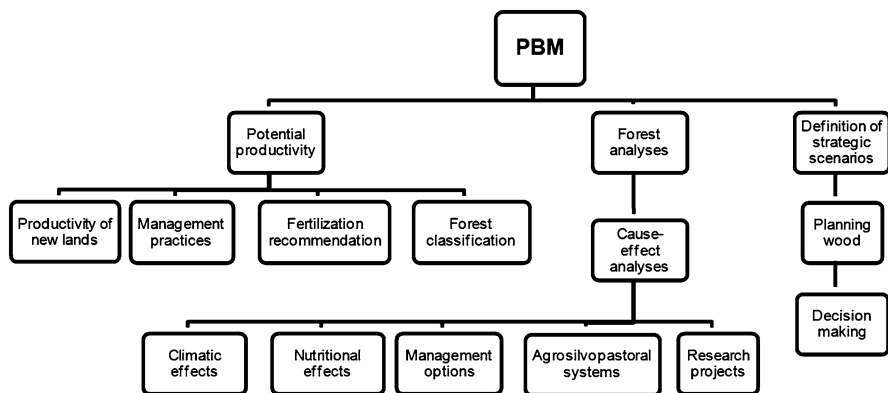 PBM
Potential
productivity
Forest
analyses
Definition of
strategic
scenarios
Productivity of
new lands
Management
practices
Fertilization
recommendation
Forest
classification
Cause-
effect
analyses
Planning
wood
Decision
making
Climatic
effects
Nutritional
effects
Management
options
Agrosilvopastoral
systems
Research
projects